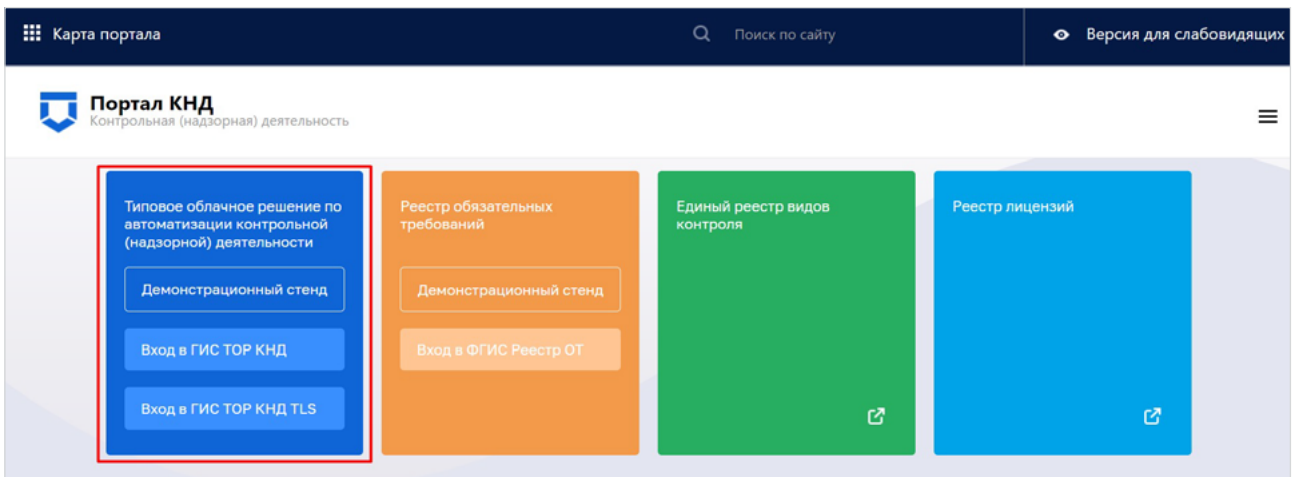 Карта портала
Поиск по сайту
Версия для слабовидящих
Портал КНД
Контрольная (надзорная) деятельность
Типовое облачное решение по
автоматизации контрольной
(надзорной) деятельности
Демонстрационный стенд
Вход в ГИС ТОР КНД
Вход в ГИС ТОР КНД TLS
Реестр обязательных
требований
Демонстрационный стенд
Вход в ФГИС Реестр ОТ
Единый реестр видов
контроля
Реестр лицензий